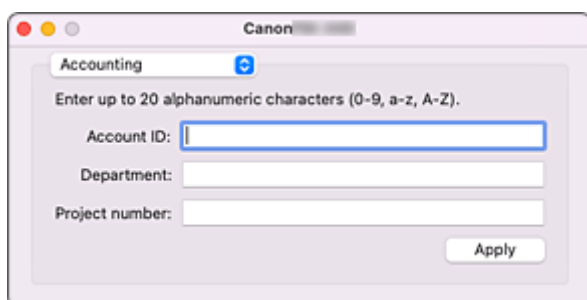 Canon
Accounting
Enter up to 20 alphanumeric characters (0-9, a-z, A-Z).
Account ID:
Department:
Project number:
Apply